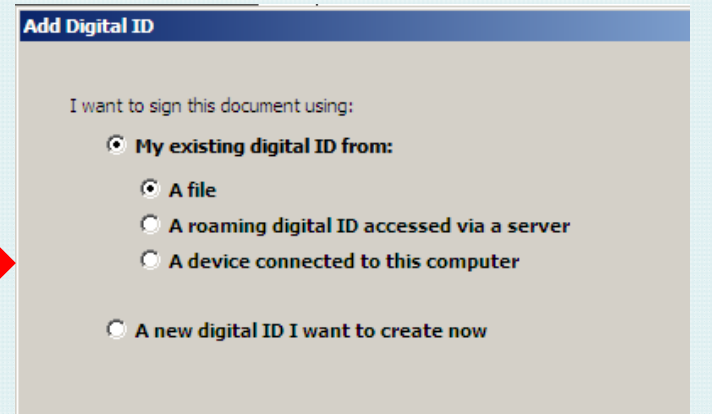 Add Digital ID
I want to sign this document using:
My existing digital ID from:
A file
A roaming digital ID accessed via a server
A device connected to this computer
A new digital ID I want to create now